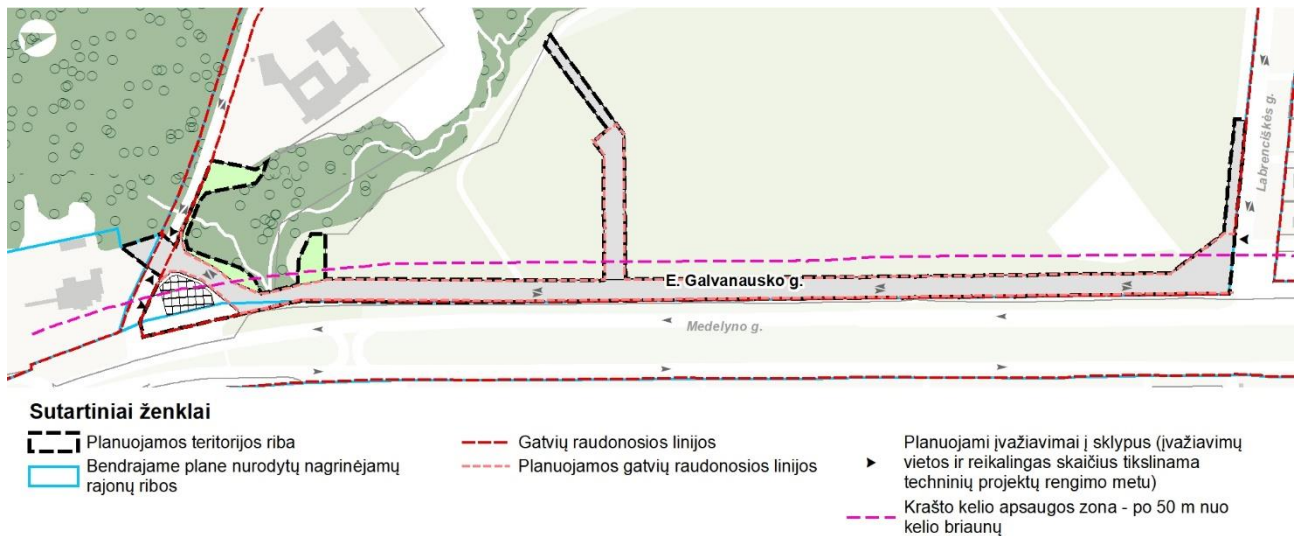 Labrenciškės g.
E. Galvanausko g.
Medelyno g.
Sutartiniai ženklai
Planuojamos teritorijos riba
Bendrajame plane nurodytų nagrinėjamų
rajonų ribos
Gatvių raudonosios linijos
Planuojamos gatvių raudonosios linijos
Planuojami įvažiavimai į sklypus (įvažiavimų
vietos ir reikalingas skaičius tikslinama
techninių projektų rengimo metu)
Krašto kelio apsaugos zona - po 50 m nuo
kelio briaunų